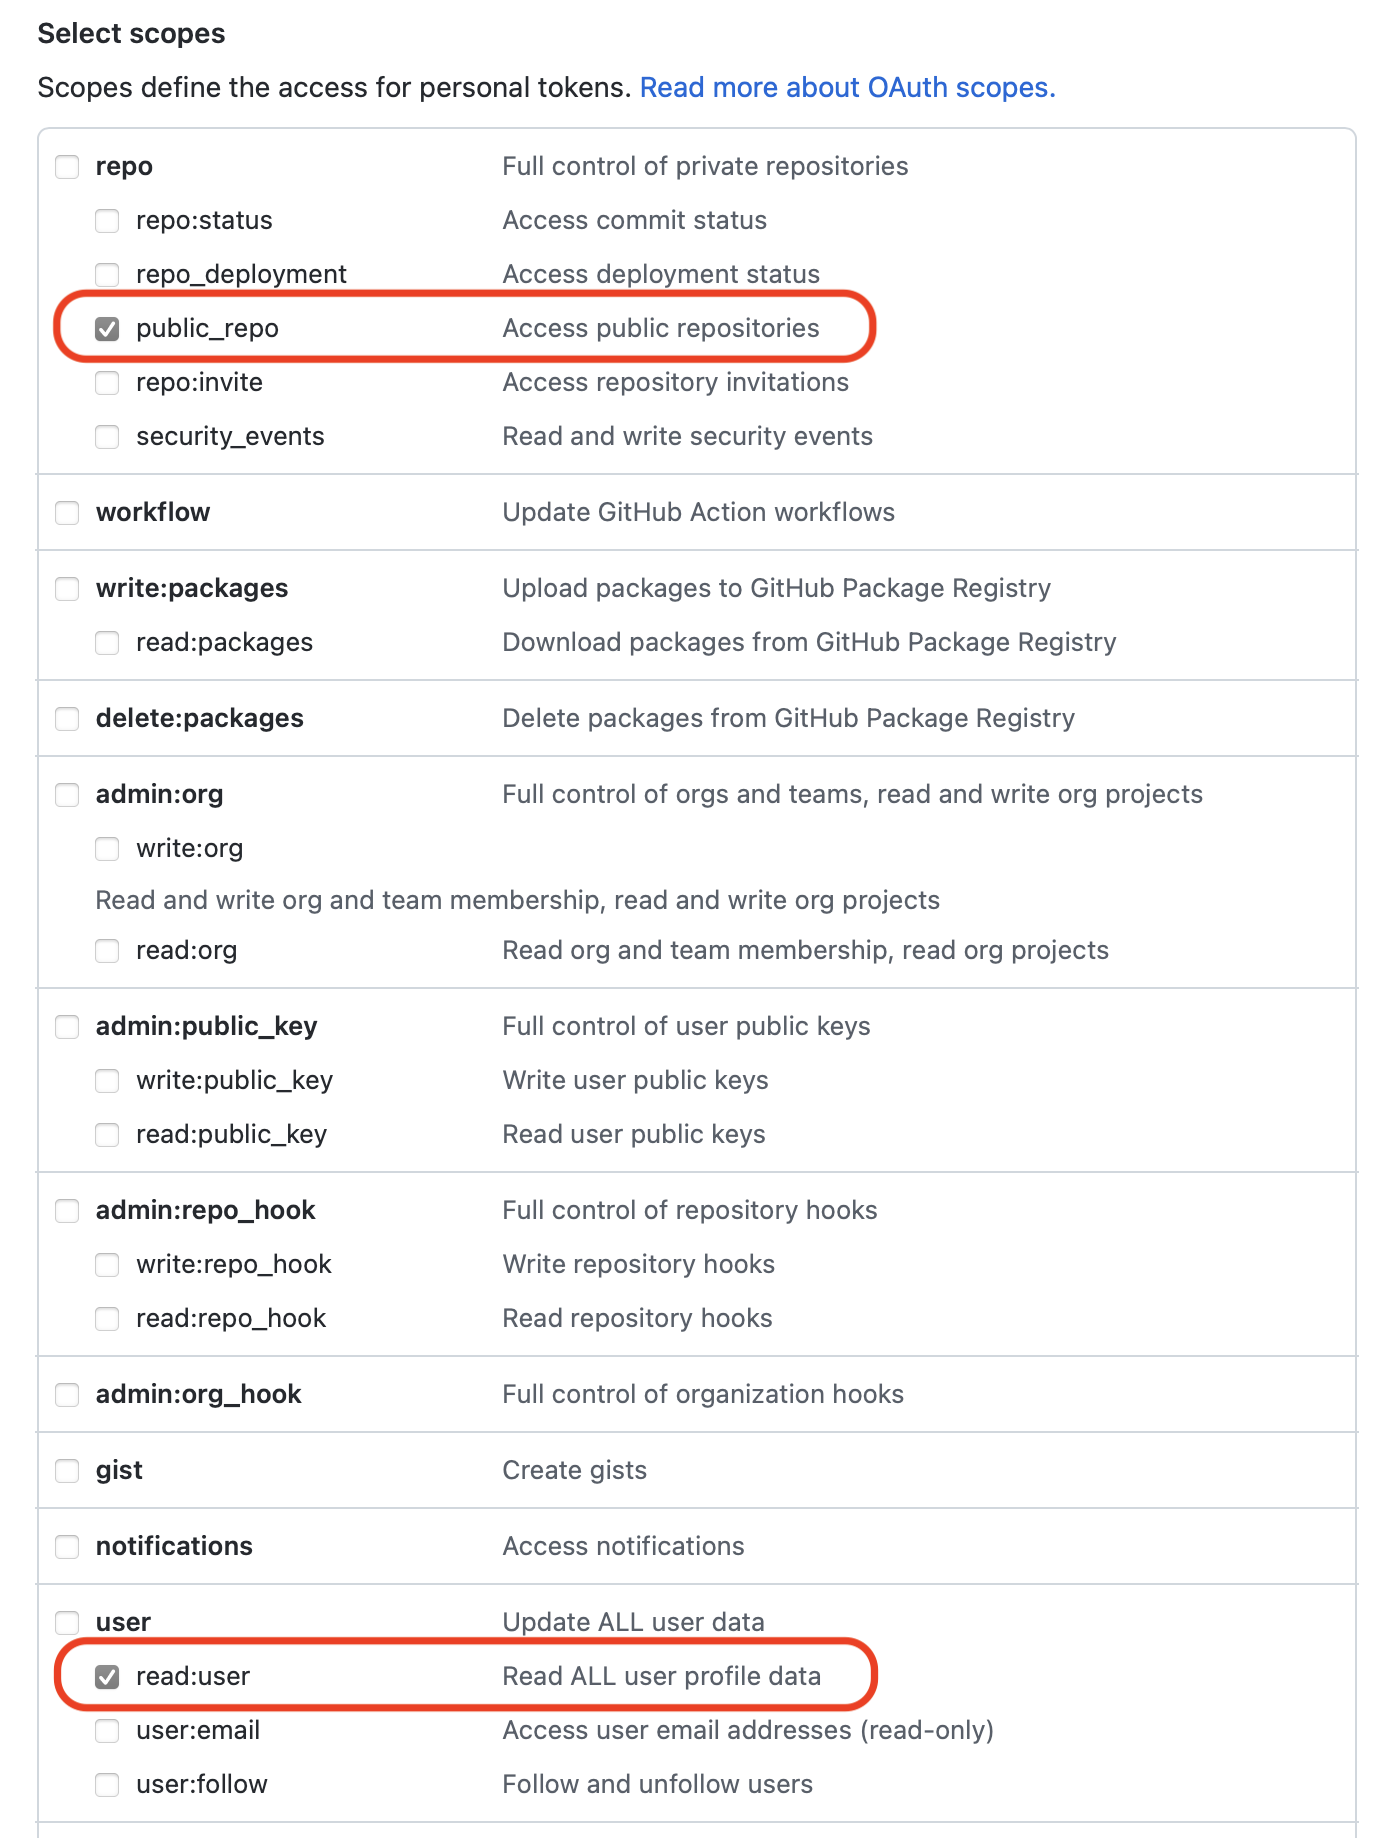 Select scopes
Scopes define the access for personal tokens. Read more about OAuth scopes.
repo Full control of private repositories
repo:status Access commit status
repo_deployment Access deployment status
public_repo Access public repositories
repo:invite Access repository invitations
security_events Read and write security events
workflow Update GitHub Action workflows
write:packages Upload packages to GitHub Package Registry
read:packages Download packages from GitHub Package Registry
delete:packages Delete packages from GitHub Package Registry
admin:org Full control of orgs and teams, read and write org projects
write:org
Read and write org and team membership, read and write org projects
read:org Read org and team membership, read org projects
admin:public_key Full control of user public keys
write:public_key Write user public keys
read:public_key Read user public keys
admin:repo_hook Full control of repository hooks
write:repo_hook Write repository hooks
read:repo_hook Read repository hooks
admin:org_hook Full control of organization hooks
gist Create gists
notifications Access notifications
user Update ALL user data
read:user Read ALL user profile data
user:email Access user email addresses (read-only)
user:follow Follow and unfollow users